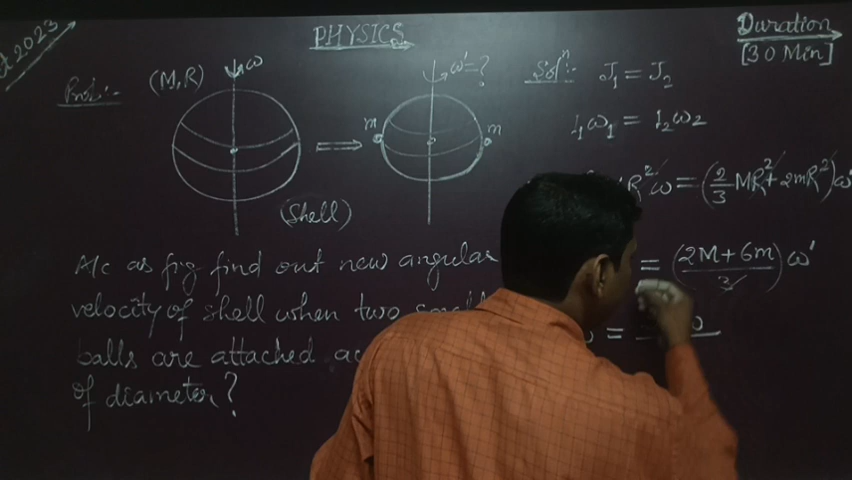 2023
PHYSICS
Duration
[30 Min]
Prob:-
(M,R)
ω
ω'=?
m
m
(Shell)
Solⁿ:-
J₁ = J₂
I₁ω₁ = I₂ω₂
R²ω = (2/3 MR² + 2mR²)ω'
= (2M+6m/3)ω'
=
A/c as fig find out new angular
velocity of shell when two
balls are attached
of diameter?